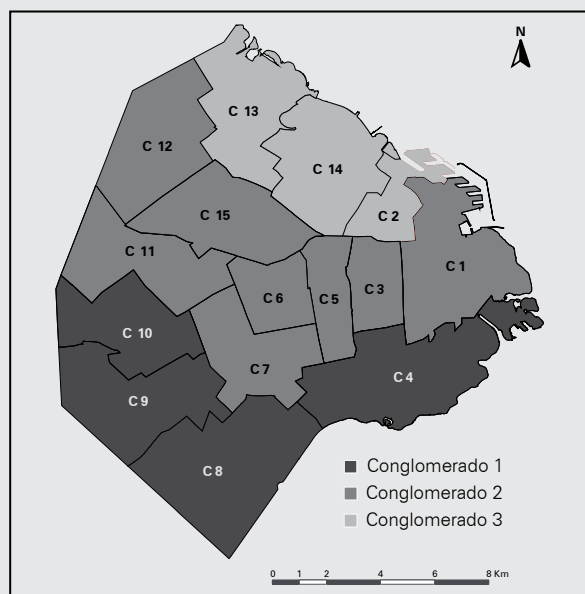 N
C 13
C 12
C 14
C 15
C 2
C 11
C 1
C 6
C 5
C 3
C 10
C 7
C 4
C 9
C 8
Conglomerado 1
Conglomerado 2
Conglomerado 3
0 1 2 4 6 8 Km